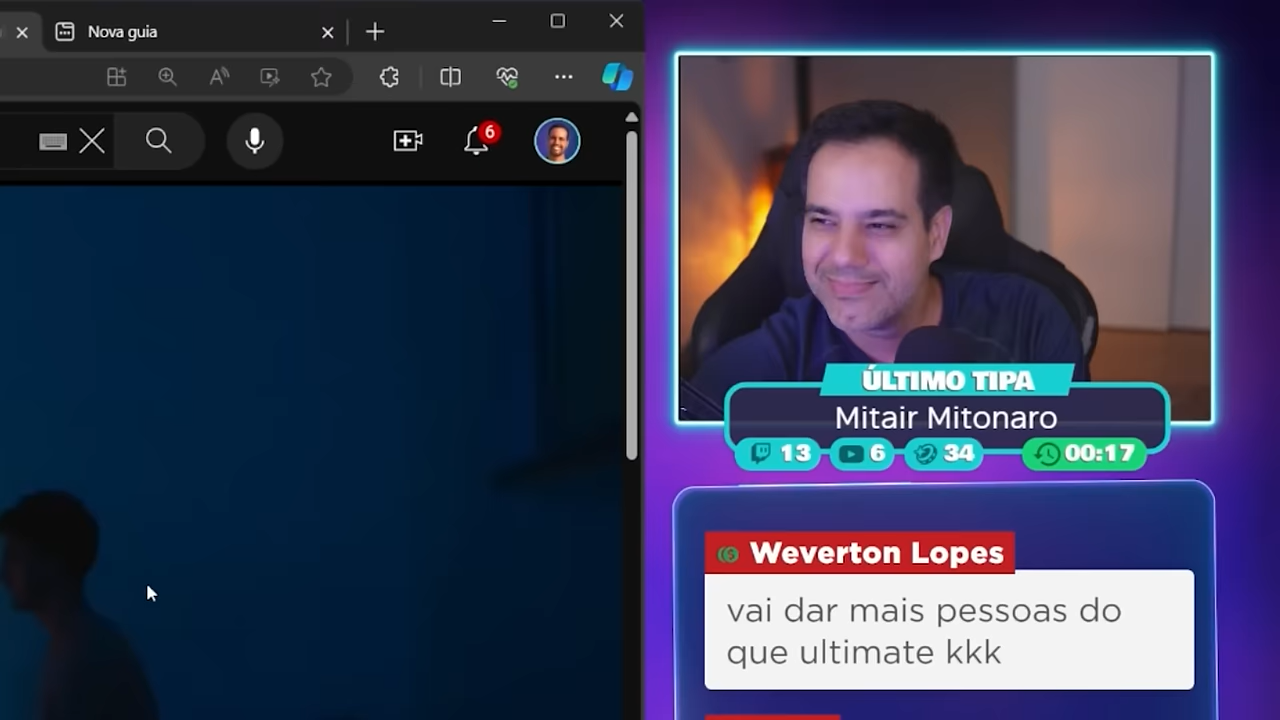 Nova guia
6
ÚLTIMO TIPA
Mitair Mitonaro
13 6 34 00:17
Weverton Lopes
vai dar mais pessoas do
que ultimate kkk